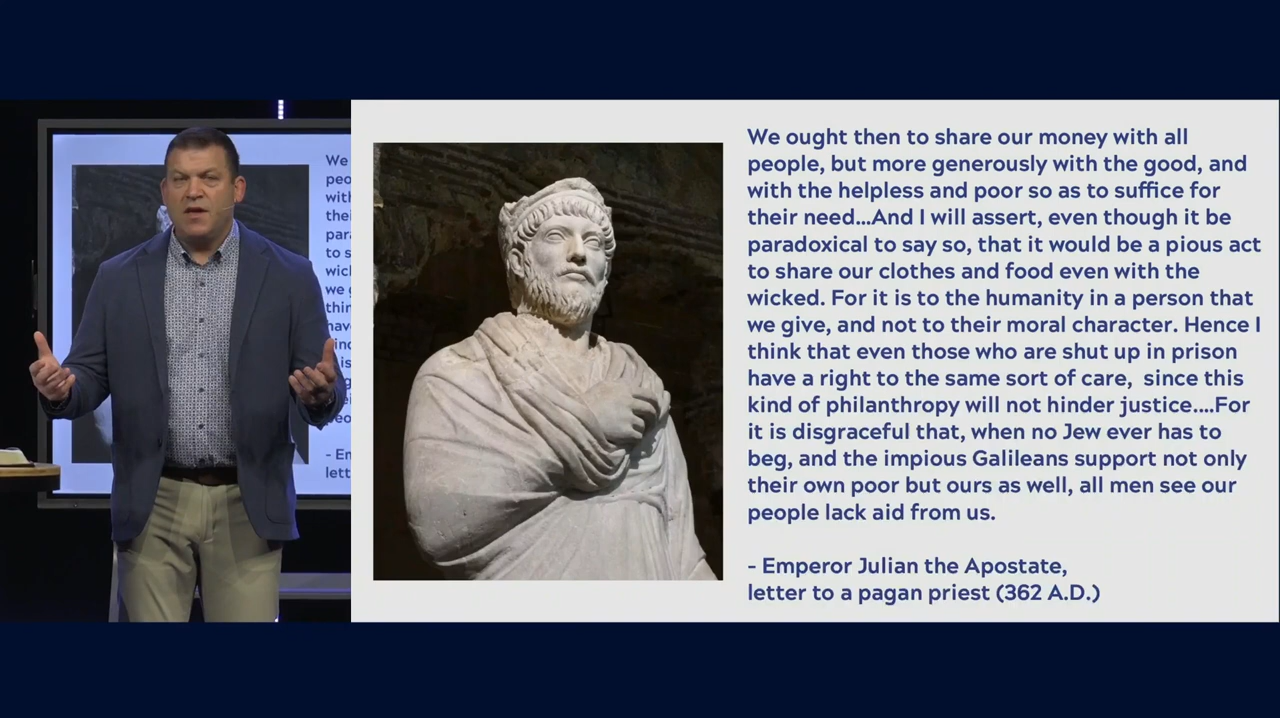 We ought then to share our money with all
people, but more generously with the good, and
with the helpless and poor so as to suffice for
their need...And I will assert, even though it be
paradoxical to say so, that it would be a pious act
to share our clothes and food even with the
wicked. For it is to the humanity in a person that
we give, and not to their moral character. Hence I
think that even those who are shut up in prison
have a right to the same sort of care,  since this
kind of philanthropy will not hinder justice....For
it is disgraceful that, when no Jew ever has to
beg, and the impious Galileans support not only
their own poor but ours as well, all men see our
people lack aid from us.
- Emperor Julian the Apostate,
letter to a pagan priest (362 A.D.)